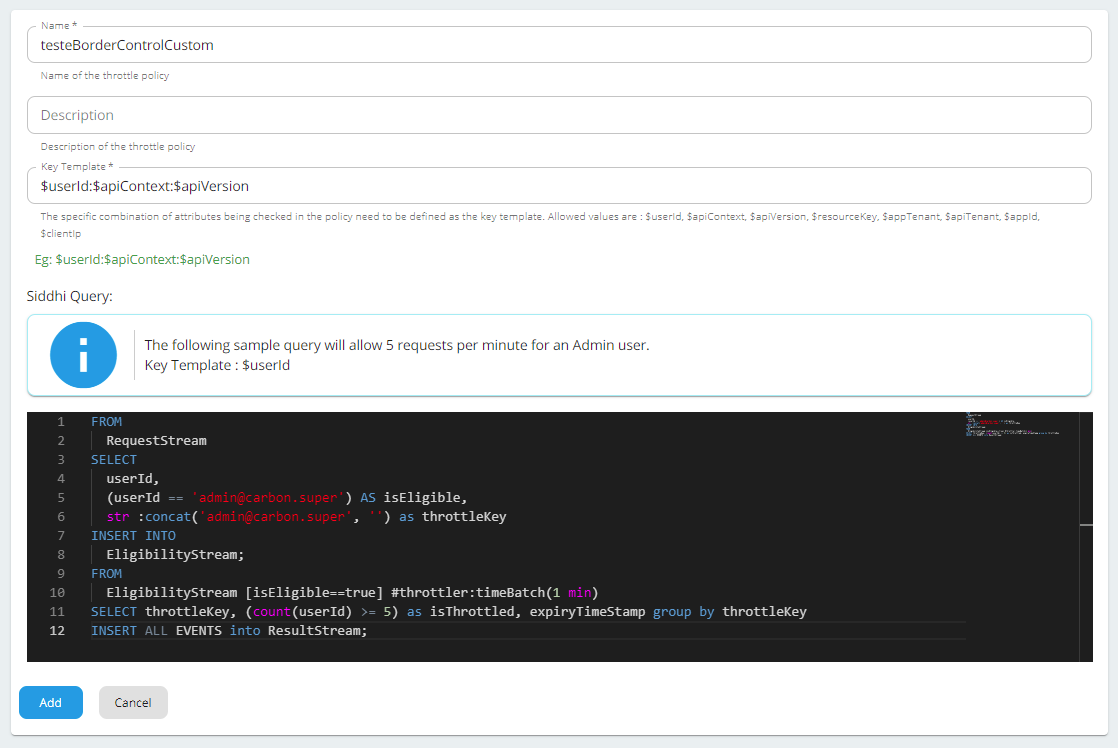 Name *
testeBorderControlCustom
Name of the throttle policy
Description
Description of the throttle policy
Key Template *
$userId:$apiContext:$apiVersion
The specific combination of attributes being checked in the policy need to be defined as the key template. Allowed values are : $userId, $apiContext, $apiVersion, $resourceKey, $appTenant, $apiTenant, $appId,
$clientIp
Eg: $userId:$apiContext:$apiVersion
Siddhi Query:
The following sample query will allow 5 requests per minute for an Admin user.
Key Template : $userId
1 FROM
2 RequestStream
3 SELECT
4 userId,
5 (userId == 'admin@carbon.super') AS isEligible,
6 str :concat('admin@carbon.super', '') as throttleKey
7 INSERT INTO
8 EligibilityStream;
9 FROM
10 EligibilityStream [isEligible==true] #throttler:timeBatch(1 min)
11 SELECT throttleKey, (count(userId) >= 5) as isThrottled, expiryTimeStamp group by throttleKey
12 INSERT ALL EVENTS into ResultStream;
Add Cancel